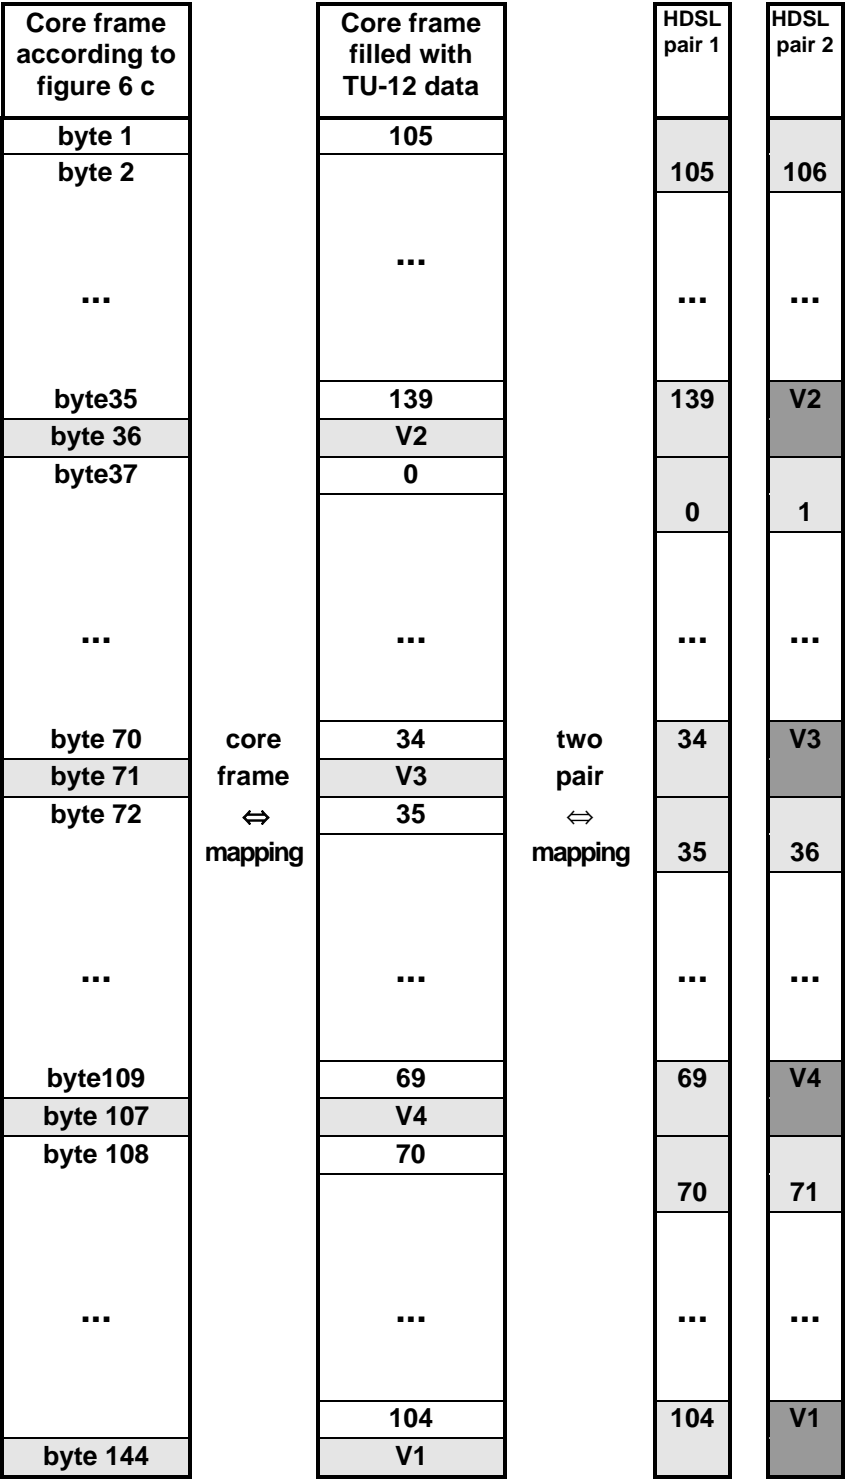 Core frame
according to
figure 6 c
Core frame
filled with
TU-12 data
HDSL
pair 1
HDSL
pair 2
byte 1
105
byte 2
105
106
...
...
...
...
byte35
139
139
V2
byte 36
V2
byte37
0
0
1
...
...
...
...
byte 70
core
34
two
34
V3
byte 71
frame
V3
pair
byte 72
⇔
35
⇔
mapping
mapping
35
36
...
...
...
...
byte109
69
69
V4
byte 107
V4
byte 108
70
70
71
...
...
...
...
104
104
V1
byte 144
V1